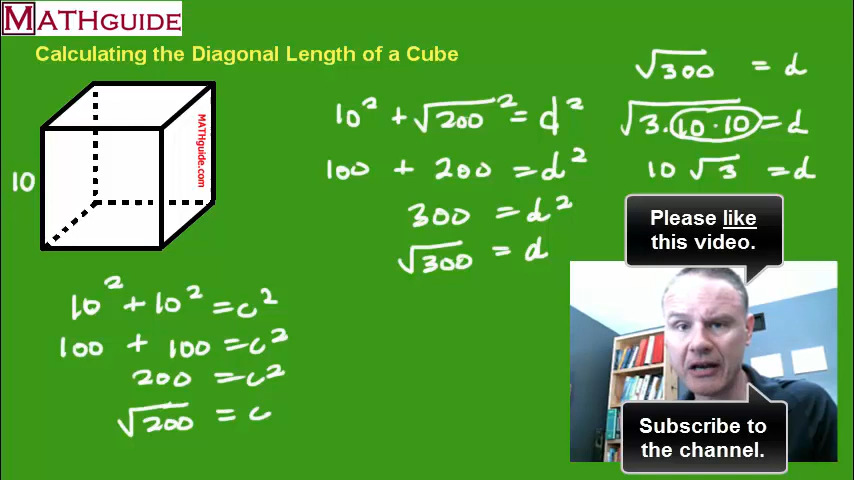 MATHGUIDE
Calculating the Diagonal Length of a Cube
10
MATHguide.com
10² + 10² = c²
100 + 100 = c²
200 = c²
√200 = c
10² + √200² = d²
100 + 200 = d²
300 = d²
√300 = d
√300 = d
√3·10·10 = d
10√3 = d
Please like
this video.
Subscribe to
the channel.